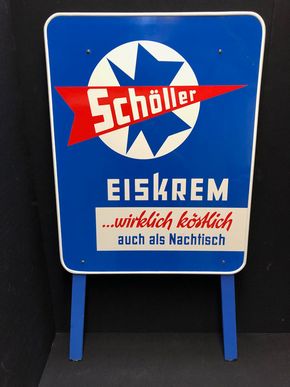 Schöller
EISKREM
...wirklich köstlich
auch als Nachtisch